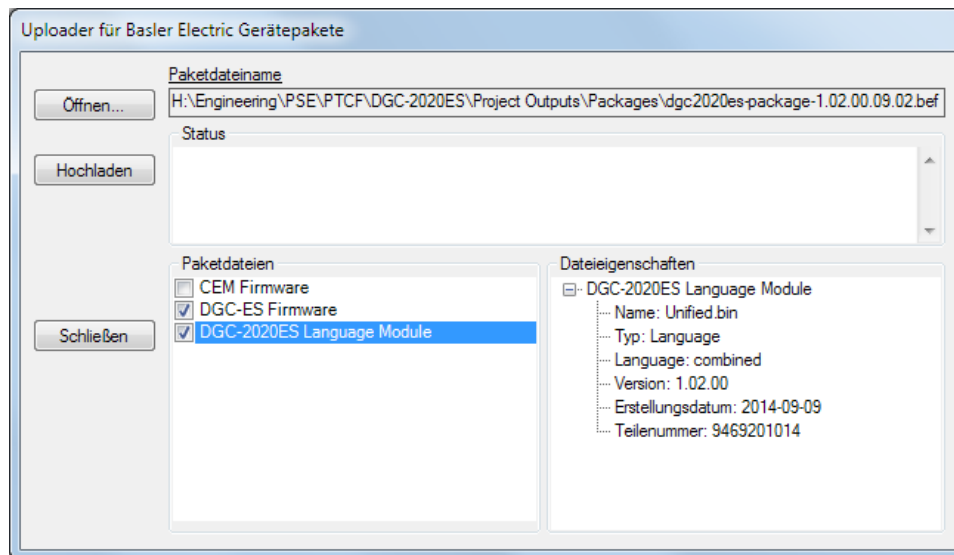 Uploader für Basler Electric Gerätepakete
Paketdateiname
Öffnen...
H:\Engineering\PSE\PTCF\DGC-2020ES\Project Outputs\Packages\dgc2020es-package-1.02.00.09.02.bef
Status
Hochladen
Paketdateien
CEM Firmware
DGC-ES Firmware
DGC-2020ES Language Module
Schließen
Dateieigenschaften
DGC-2020ES Language Module
Name: Unified.bin
Typ: Language
Language: combined
Version: 1.02.00
Erstellungsdatum: 2014-09-09
Teilenummer: 9469201014